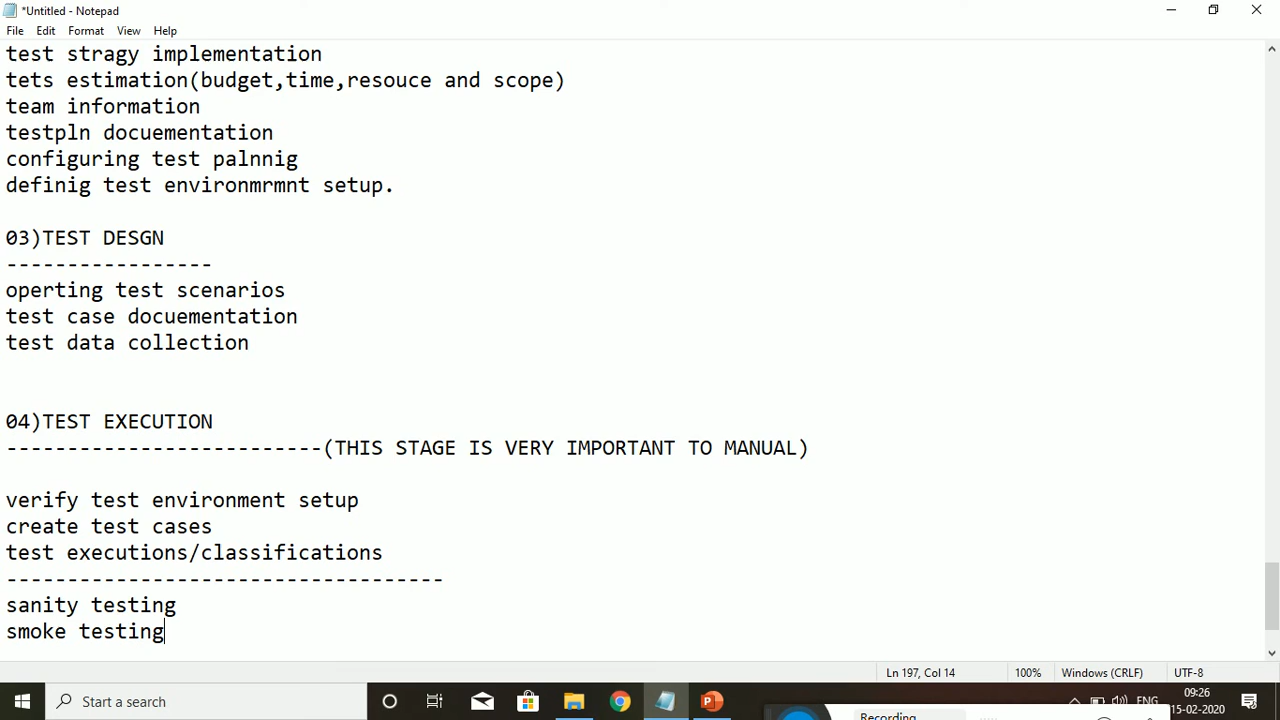 *Untitled - Notepad
File Edit Format View Help
test stragy implementation
tets estimation(budget,time,resouce and scope)
team information
testpln docuementation
configuring test palnnig
definig test environmrmnt setup.
03)TEST DESGN
-----------------
operting test scenarios
test case docuementation
test data collection
04)TEST EXECUTION
--------------------------(THIS STAGE IS VERY IMPORTANT TO MANUAL)
verify test environment setup
create test cases
test executions/classifications
------------------------------------
sanity testing
smoke testing
Ln 197, Col 14 100% Windows (CRLF) UTF-8
Start a search
ENG
09:26
15-02-2020
Recording